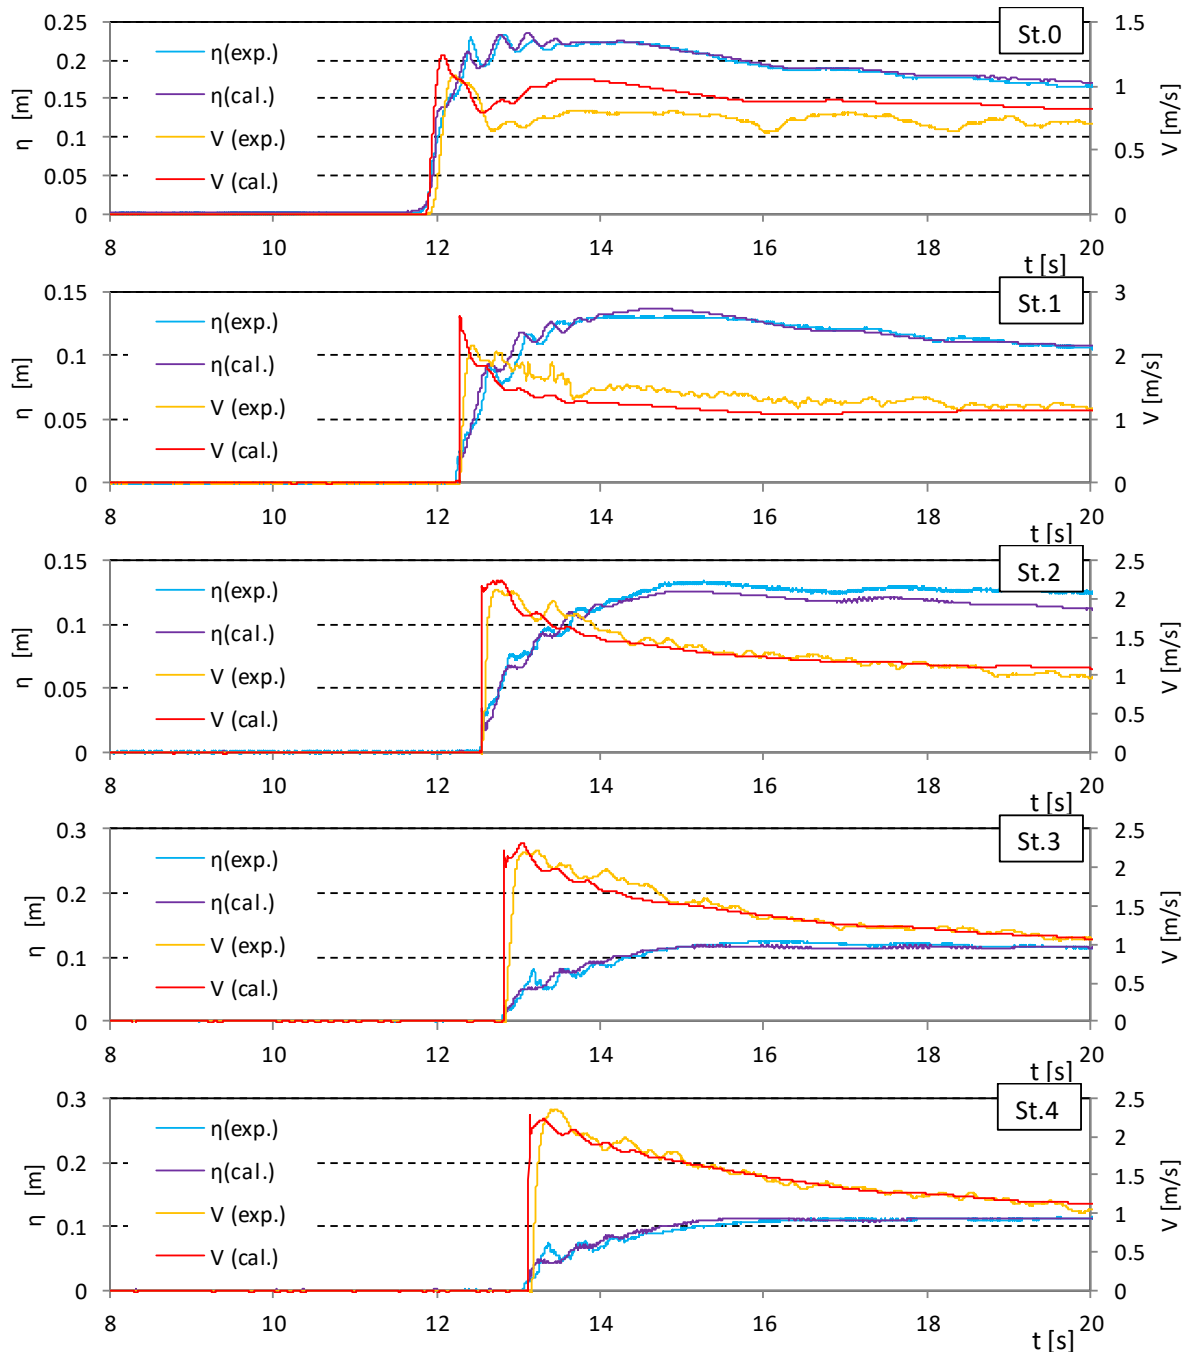 0.25 1.5
St.0
η(exp.)
0.2
η(cal.)
1
0.15
V (exp.)
0.1
0.5
V (cal.)
0.05
0 0
η [m]
V [m/s]
8 10 12 14 16 18 20
t [s]
0.15 3
St.1
η(exp.)
0.1 2
η(cal.)
V (exp.)
0.05 1
V (cal.)
0 0
η [m]
V [m/s]
8 10 12 14 16 18 20
t [s]
0.15 2.5
St.2
η(exp.)
2
0.1
η(cal.)
1.5
V (exp.)
1
0.05
V (cal.)
0.5
0 0
η [m]
V [m/s]
8 10 12 14 16 18 20
t [s]
0.3 2.5
St.3
η(exp.)
2
0.2
η(cal.)
1.5
V (exp.)
1
0.1
V (cal.)
0.5
0 0
η [m]
V [m/s]
8 10 12 14 16 18 20
t [s]
0.3 2.5
St.4
η(exp.)
2
0.2
η(cal.)
1.5
V (exp.)
1
0.1
V (cal.)
0.5
0 0
η [m]
V [m/s]
8 10 12 14 16 18 20
t [s]